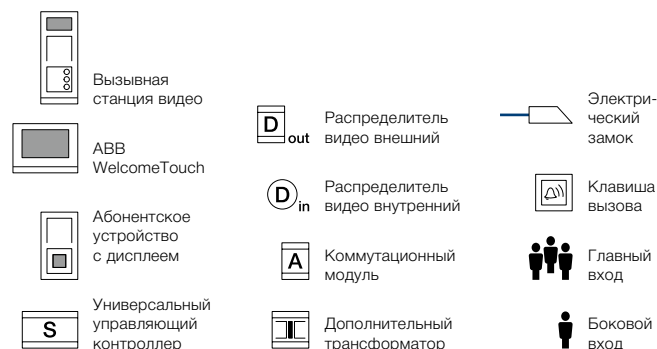 Вызывная
станция видео
ABB
WelcomeTouch
Абонентское
устройство
с дисплеем
S
Универсальный
управляющий
контроллер
D
out
Распределитель
видео внешний
D
in
Распределитель
видео внутренний
A
Коммутационный
модуль
Дополнительный
трансформатор
Электри-
ческий
замок
Клавиша
вызова
Главный
вход
Боковой
вход